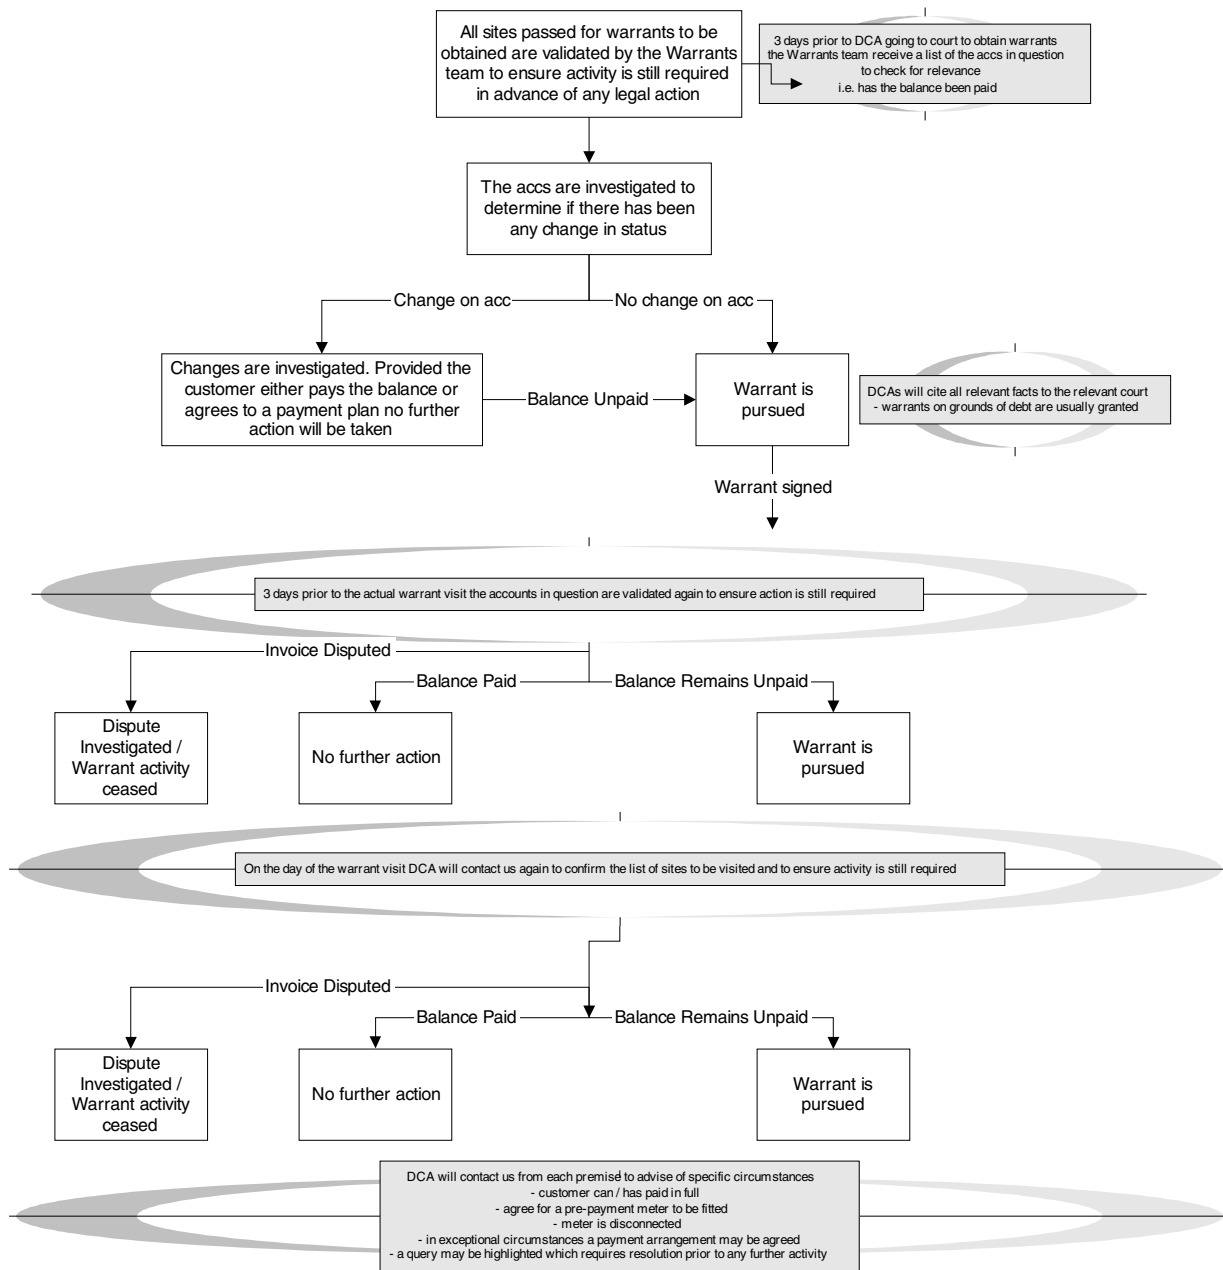 All sites passed for warrants to be
obtained are validated by the Warrants
team to ensure activity is still required
in advance of any legal action
3 days prior to DCA going to court to obtain warrants
the Warrants team receive a list of the accs in question
to check for relevance
i.e. has the balance been paid
The accs are investigated to
determine if there has been
any change in status
Change on acc
No change on acc
Changes are investigated. Provided the
customer either pays the balance or
agrees to a payment plan no further
action will be taken
Balance Unpaid
Warrant is
pursued
DCAs will cite all relevant facts to the relevant court
- warrants on grounds of debt are usually granted
Warrant signed
3 days prior to the actual warrant visit the accounts in question are validated again to ensure action is still required
Invoice Disputed
Balance Paid
Balance Remains Unpaid
Dispute
Investigated /
Warrant activity
ceased
No further action
Warrant is
pursued
On the day of the warrant visit DCA will contact us again to confirm the list of sites to be visited and to ensure activity is still required
Invoice Disputed
Balance Paid
Balance Remains Unpaid
Dispute
Investigated /
Warrant activity
ceased
No further action
Warrant is
pursued
DCA will contact us from each premise to advise of specific circumstances
- customer can / has paid in full
- agree for a pre-payment meter to be fitted
- meter is disconnected
- in exceptional circumstances a payment arrangement may be agreed
- a query may be highlighted which requires resolution prior to any further activity